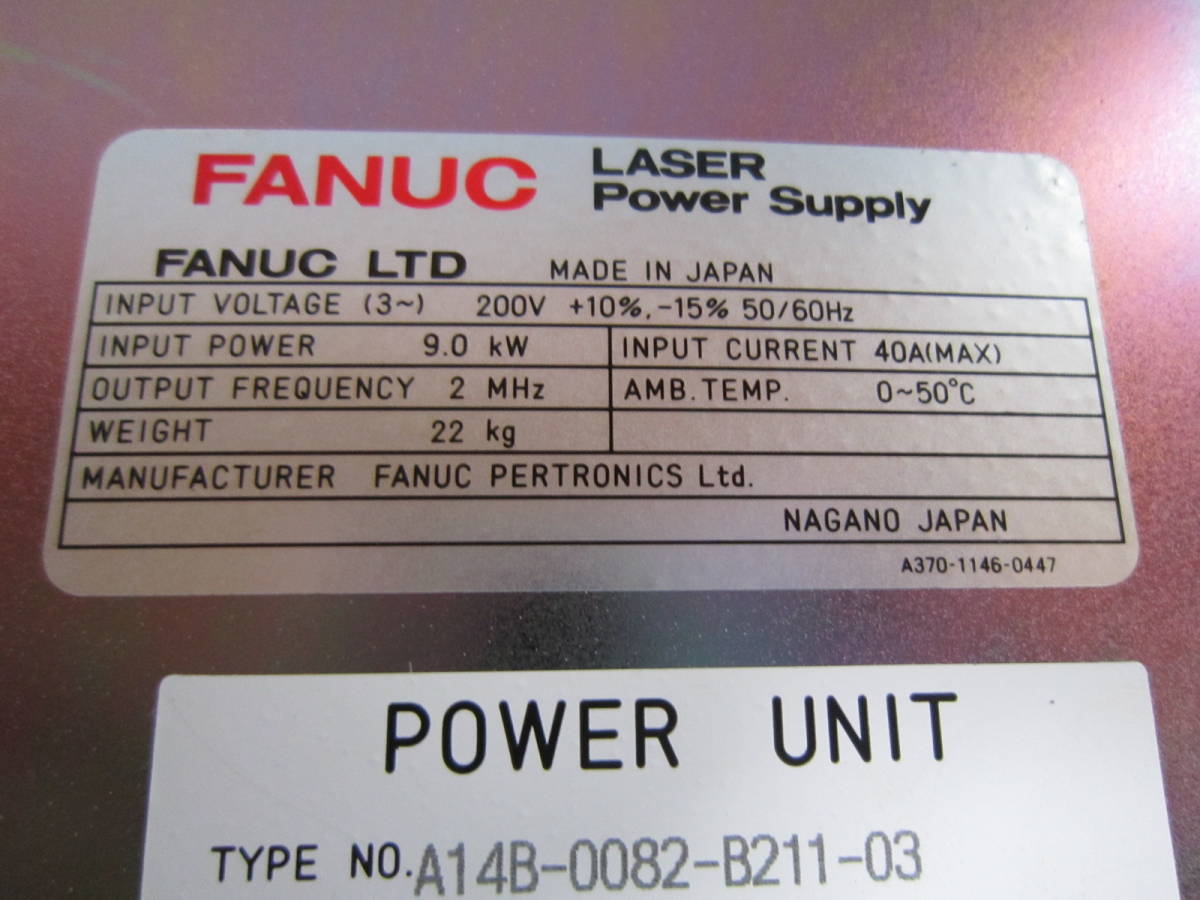 FANUC LASER
Power Supply
FANUC LTD MADE IN JAPAN
INPUT VOLTAGE (3~) 200V +10%,-15% 50/60Hz
INPUT POWER 9.0 kW INPUT CURRENT 40A(MAX)
OUTPUT FREQUENCY 2 MHz AMB.TEMP. 0~50°C
WEIGHT 22 kg
MANUFACTURER FANUC PERTRONICS Ltd.
NAGANO JAPAN
A370-1146-0447
POWER UNIT
TYPE NO.A14B-0082-B211-03